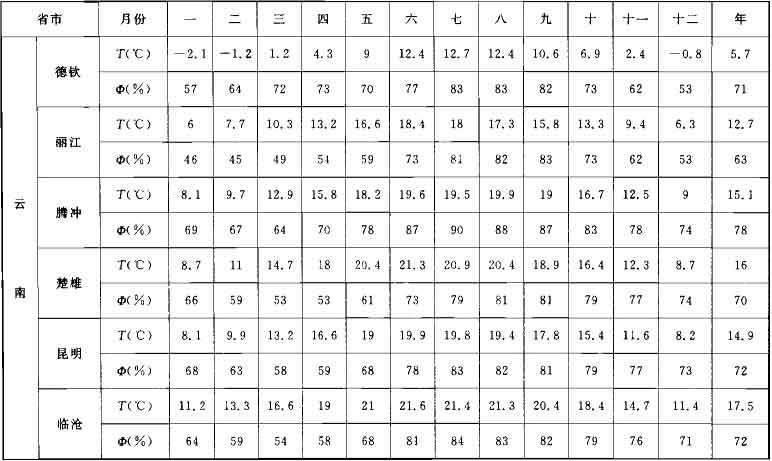 省市 月份 一 二 三 四 五 六 七 八 九 十 十一 十二 年
云南 德钦 T(℃) -2.1 -1.2 1.2 4.3 9 12.4 12.7 12.4 10.6 6.9 2.4 -0.8 5.7
Φ(%) 57 64 72 73 70 77 83 83 82 73 62 53 71
丽江 T(℃) 6 7.7 10.3 13.2 16.6 18.4 18 17.3 15.8 13.3 9.4 6.3 12.7
Φ(%) 46 45 49 54 59 73 81 82 83 73 62 53 63
腾冲 T(℃) 8.1 9.7 12.9 15.8 18.2 19.6 19.5 19.9 19 16.7 12.5 9 15.1
Φ(%) 69 67 64 70 78 87 90 88 87 83 78 74 78
楚雄 T(℃) 8.7 11 14.7 18 20.4 21.3 20.9 20.4 18.9 16.4 12.3 8.7 16
Φ(%) 66 59 53 53 61 73 79 81 81 79 77 74 70
昆明 T(℃) 8.1 9.9 13.2 16.6 19 19.9 19.8 19.4 17.8 15.4 11.6 8.2 14.9
Φ(%) 68 63 58 59 68 78 83 82 81 79 77 73 72
临沧 T(℃) 11.2 13.3 16.6 19 21 21.6 21.4 21.3 20.4 18.4 14.7 11.4 17.5
Φ(%) 64 59 54 58 68 81 84 83 82 79 76 71 72